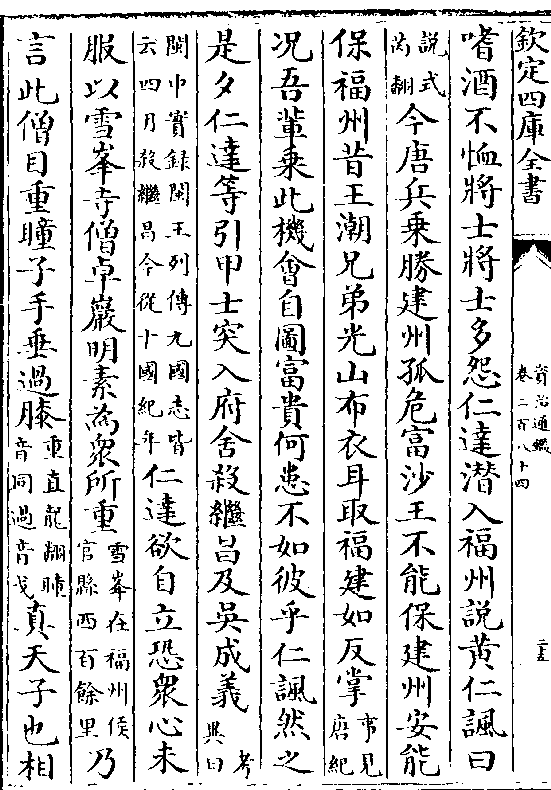 欽定四庫全書
資治通鑑
卷二百八十四
二五
嗜酒不恤將士將士多怨仁達潛入福州說黃仁諷曰
說式
芮翻
今唐兵乗勝建州孤危富沙王不能保建州安能
保福州昔王潮兄弟光山布衣耳取福建如反掌
事見
唐紀
况吾輩乗此機會自圖富貴何患不如彼乎仁諷然之
是夕仁達等引甲士突入府舍殺繼昌及吳成義
考
異曰
閩中實録閩王列傳九國志皆
云四月殺繼昌今從十國紀年
仁達欲自立恐衆心未
服以雪峯寺僧卓巖明素為衆所重
雪峯在福州侯
官縣西百餘里
乃
言此僧目重瞳子手垂過膝
重直龍翻瞳
音同過音戈
真天子也相